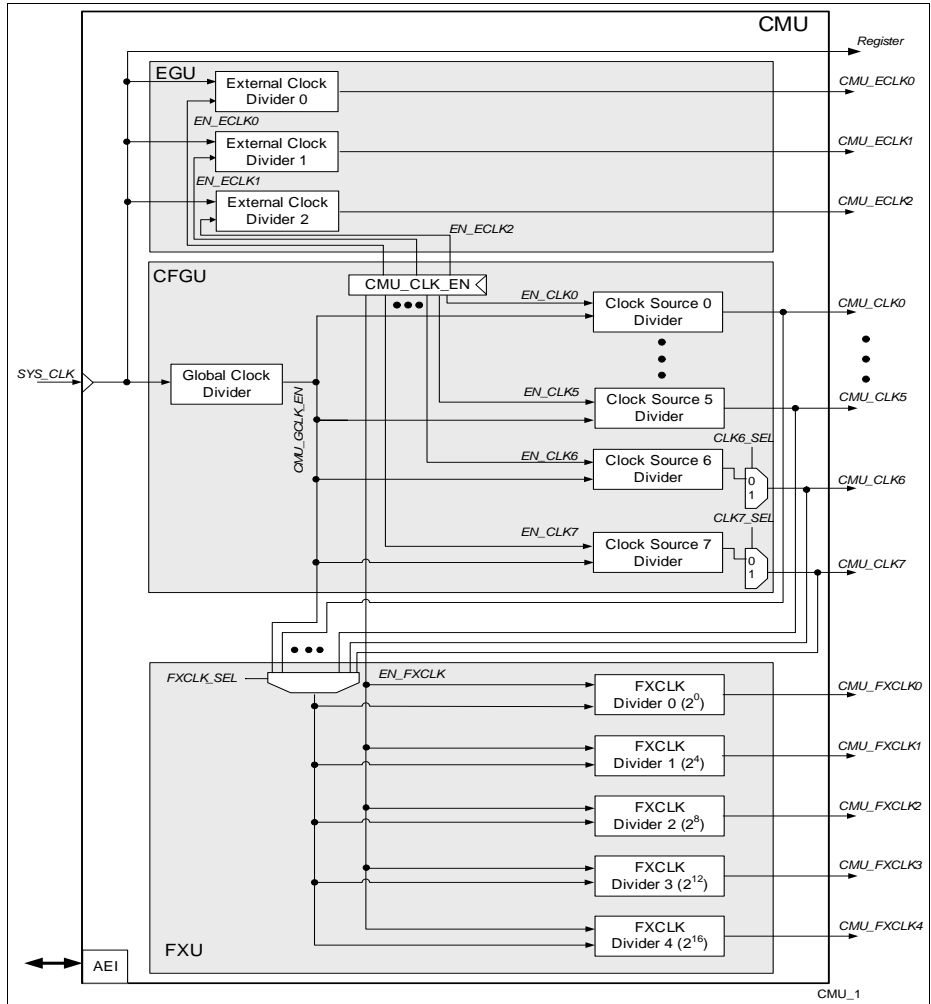 CMU
Register
EGU
External Clock
Divider 0
CMU_ECLK0
EN_ECLK0
External Clock
Divider 1
CMU_ECLK1
EN_ECLK1
External Clock
Divider 2
CMU_ECLK2
EN_ECLK2
CFGU
CMU_CLK_EN
EN_CLK0
Clock Source 0
Divider
CMU_CLK0
SYS_CLK
Global Clock
Divider
CMU_GCLK_EN
EN_CLK5
Clock Source 5
Divider
CMU_CLK5
CLK6_SEL
EN_CLK6
Clock Source 6
Divider
0
1
CMU_CLK6
CLK7_SEL
EN_CLK7
Clock Source 7
Divider
0
1
CMU_CLK7
FXCLK_SEL
EN_FXCLK
FXCLK
Divider 0 (2⁰)
CMU_FXCLK0
FXCLK
Divider 1 (2⁴)
CMU_FXCLK1
FXCLK
Divider 2 (2⁸)
CMU_FXCLK2
FXCLK
Divider 3 (2¹²)
CMU_FXCLK3
FXCLK
Divider 4 (2¹⁶)
CMU_FXCLK4
FXU
AEI
CMU_1